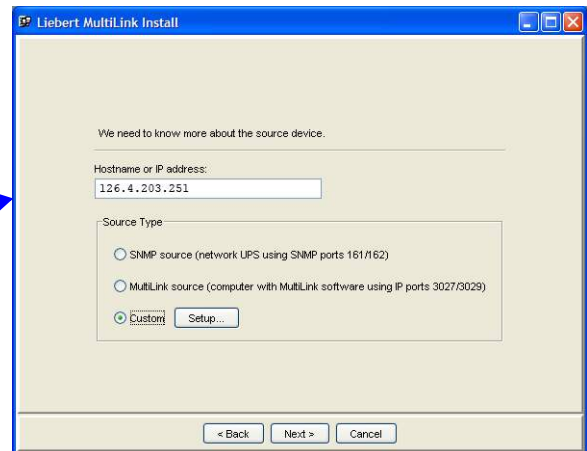 Liebert MultiLink Install
We need to know more about the source device.
Hostname or IP address:
126.4.203.251
Source Type
SNMP source (network UPS using SNMP ports 161/162)
MultiLink source (computer with MultiLink software using IP ports 3027/3029)
Custom Setup...
< Back Next > Cancel